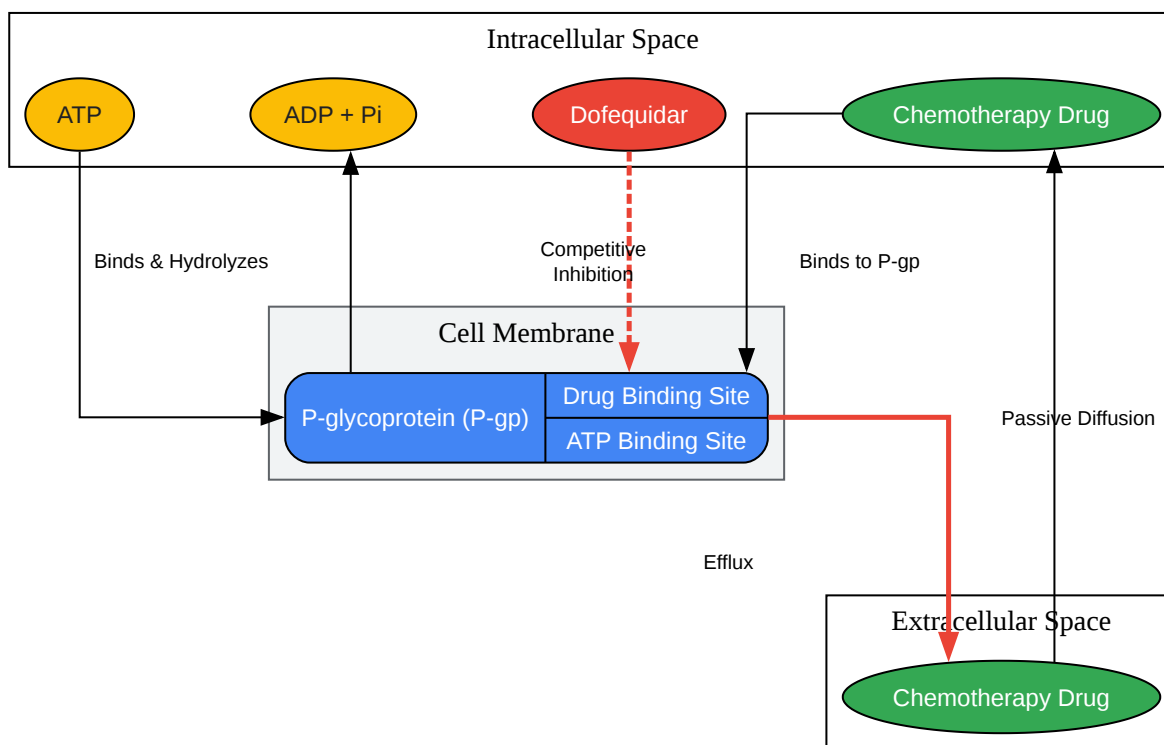 Intracellular Space
ATP
ADP + Pi
Dofequidar
Chemotherapy Drug
Binds & Hydrolyzes
Competitive
Inhibition
Binds to P-gp
Cell Membrane
P-glycoprotein (P-gp)
Drug Binding Site
ATP Binding Site
Passive Diffusion
Efflux
Extracellular Space
Chemotherapy Drug